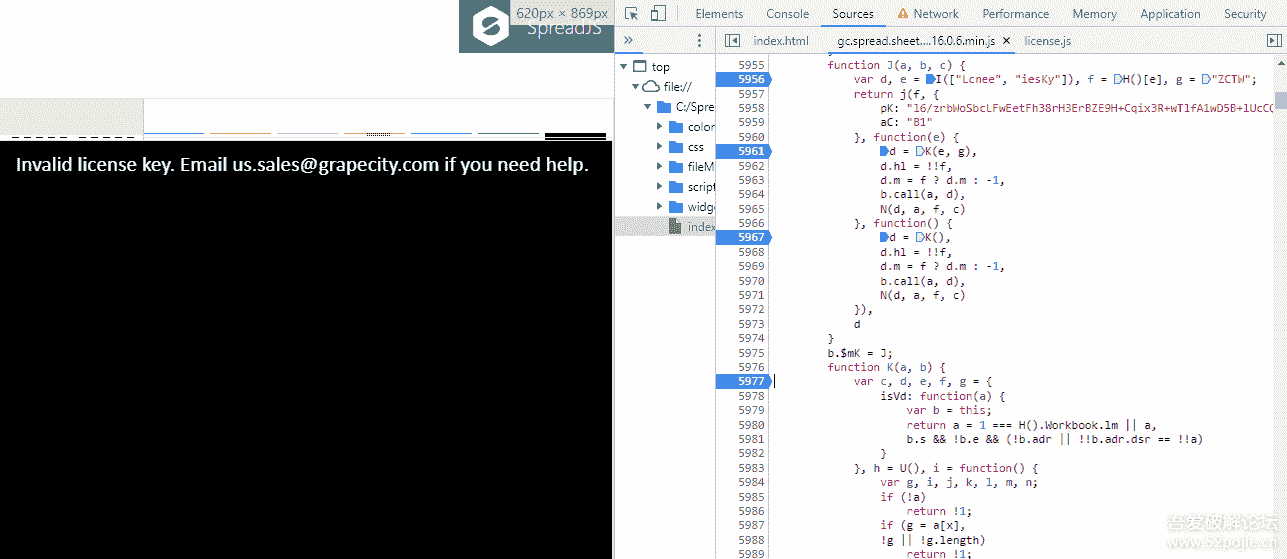 620px × 869px
SpreadJS
Invalid license key. Email us.sales@grapecity.com if you need help.
Elements Console Sources Network Performance Memory Application Security
» index.html gc.spread.sheet....16.0.6.min.js × license.js
top
file://
C:/Spre
color
css
fileM
script
widge
index
5955 function J(a, b, c) {
5956 var d, e = I(["Lcnee", "iesKy"]), f = H()[e], g = "ZCTW";
5957 return j(f, {
5958 pK: "l6/zrbWoSbcLFwEetFh38rH3ErBZE9H+Cqix3R+wTlfA1wD5B+lUcCQ
5959 aC: "B1"
5960 }, function(e) {
5961 d = K(e, g),
5962 d.hl = !!f,
5963 d.m = f ? d.m : -1,
5964 b.call(a, d),
5965 N(d, a, f, c)
5966 }, function() {
5967 d = K(),
5968 d.hl = !!f,
5969 d.m = f ? d.m : -1,
5970 b.call(a, d),
5971 N(d, a, f, c)
5972 }),
5973 d
5974 }
5975 b.$mK = J;
5976 function K(a, b) {
5977 var c, d, e, f, g = {
5978 isVd: function(a) {
5979 var b = this;
5980 return a = 1 === H().Workbook.lm || a,
5981 b.s && !b.e && (!b.adr || !!b.adr.dsr == !!a)
5982 }
5983 }, h = U(), i = function() {
5984 var g, i, j, k, l, m, n;
5985 if (!a)
5986 return !1;
5987 if (g = a[x],
5988 !g || !g.length)
5989 return !1;
吾爱破解论坛
www.52pojie.cn